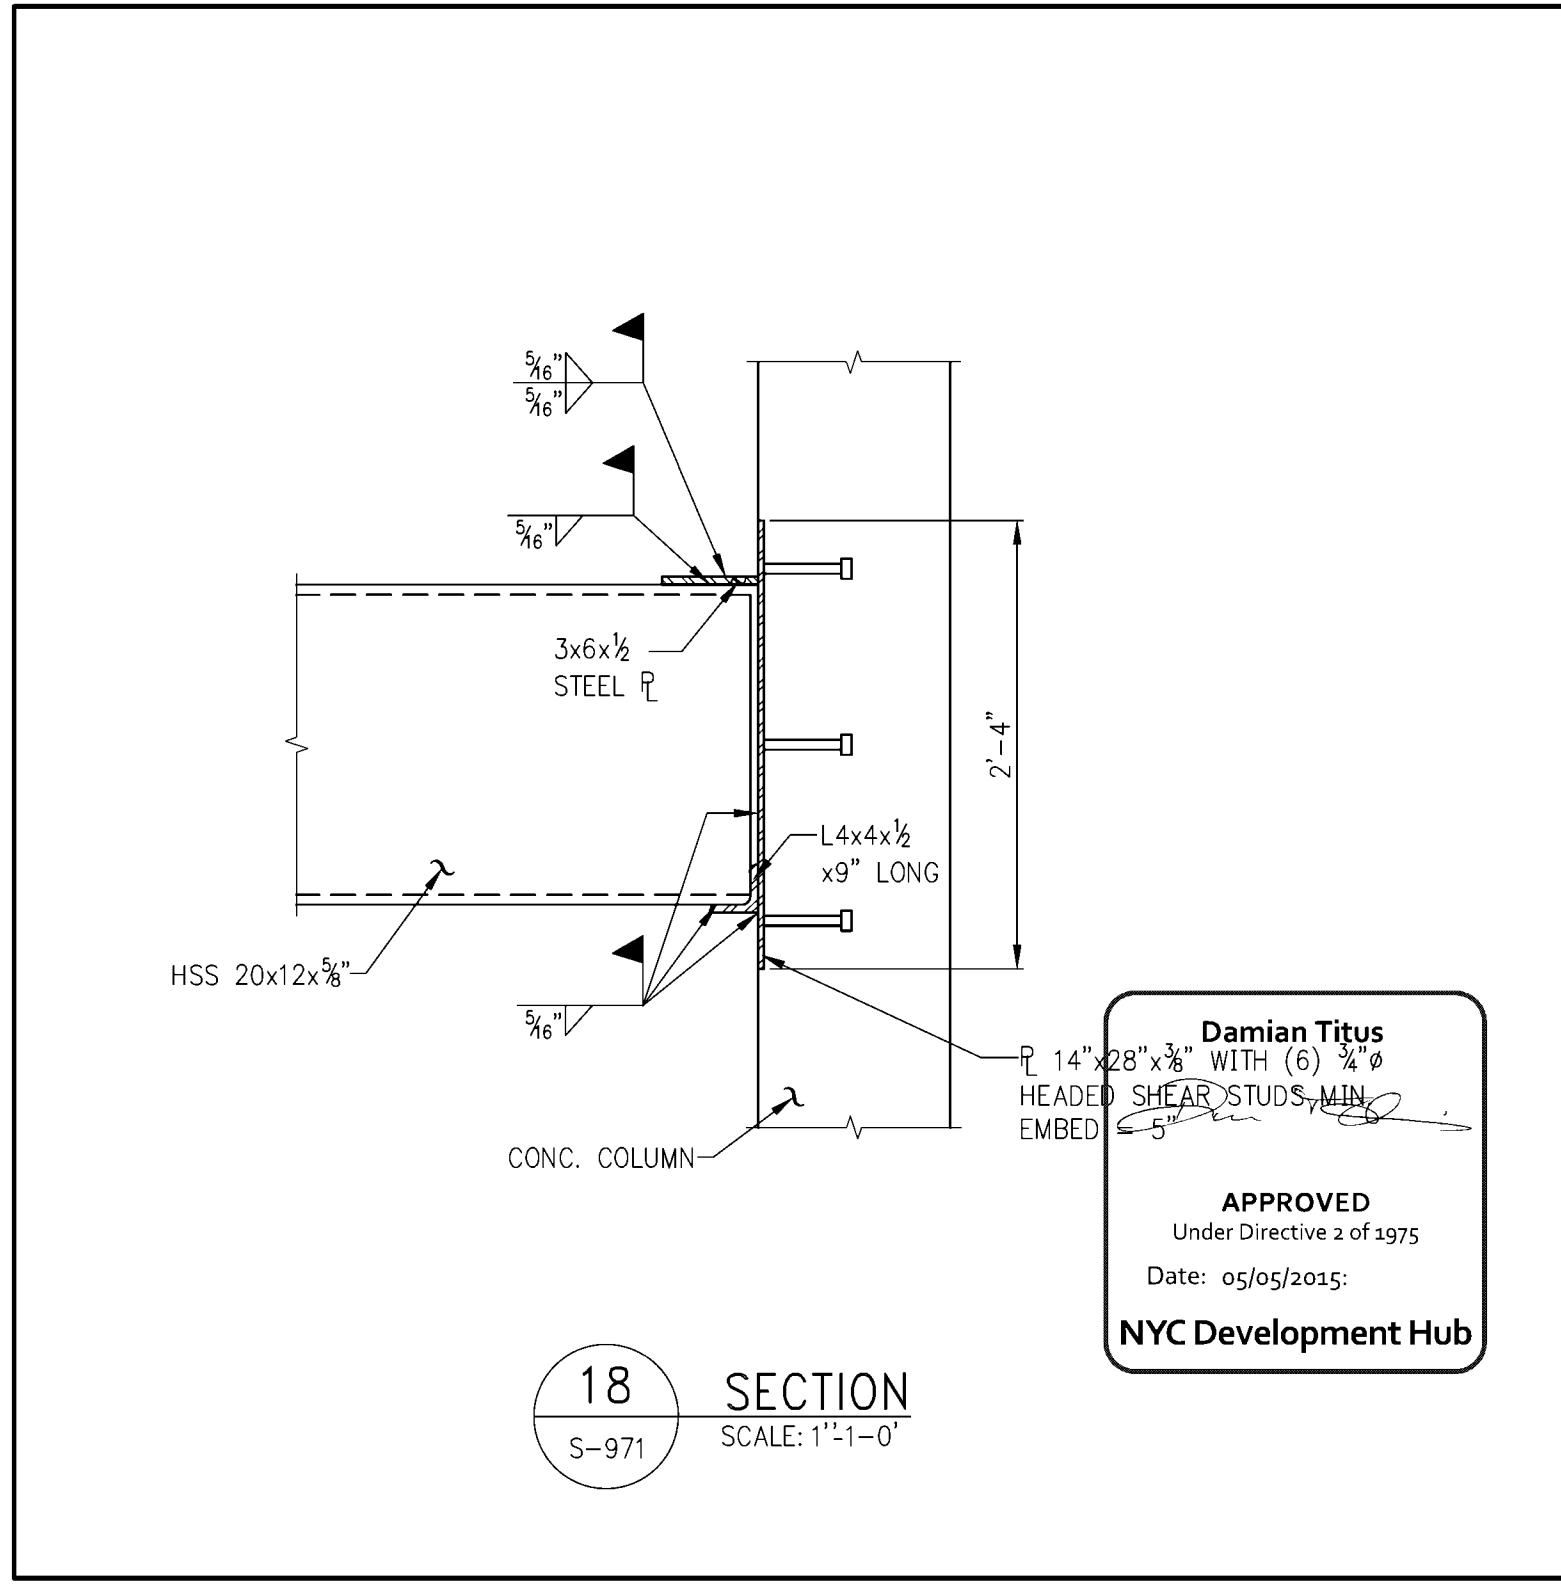 5/16"
5/16"
5/16"
3x6x1/2
STEEL PL
2'-4"
L4x4x1/2
x9" LONG
HSS 20x12x5/8"
5/16"
PL 14"x28"x3/8" WITH (6) 3/4"ø
HEADED SHEAR STUDS MIN
EMBED = 5"
CONC. COLUMN
Damian Titus
APPROVED
Under Directive 2 of 1975
Date: 05/05/2015:
NYC Development Hub
18
S-971
SECTION
SCALE: 1''-1-0'